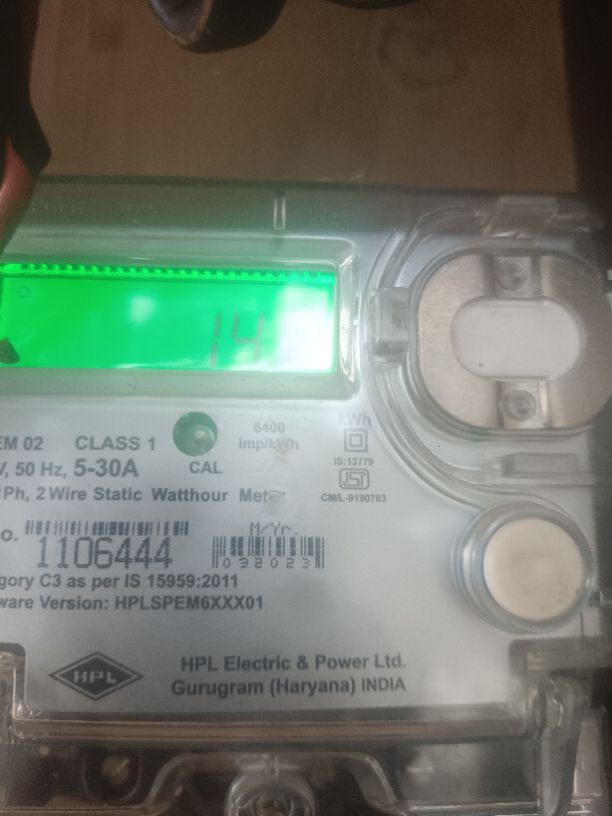 14
EM 02 CLASS 1
6400
imp/kWh
kWh
V, 50 Hz, 5-30A
CAL
IS:13779
Ph, 2 Wire Static Watthour Meter
ISI
CM/L-9190783
o.
1106444
M/Yr.
032023
gory C3 as per IS 15959:2011
ware Version: HPLSPEM6XXX01
HPL
HPL Electric & Power Ltd.
Gurugram (Haryana) INDIA